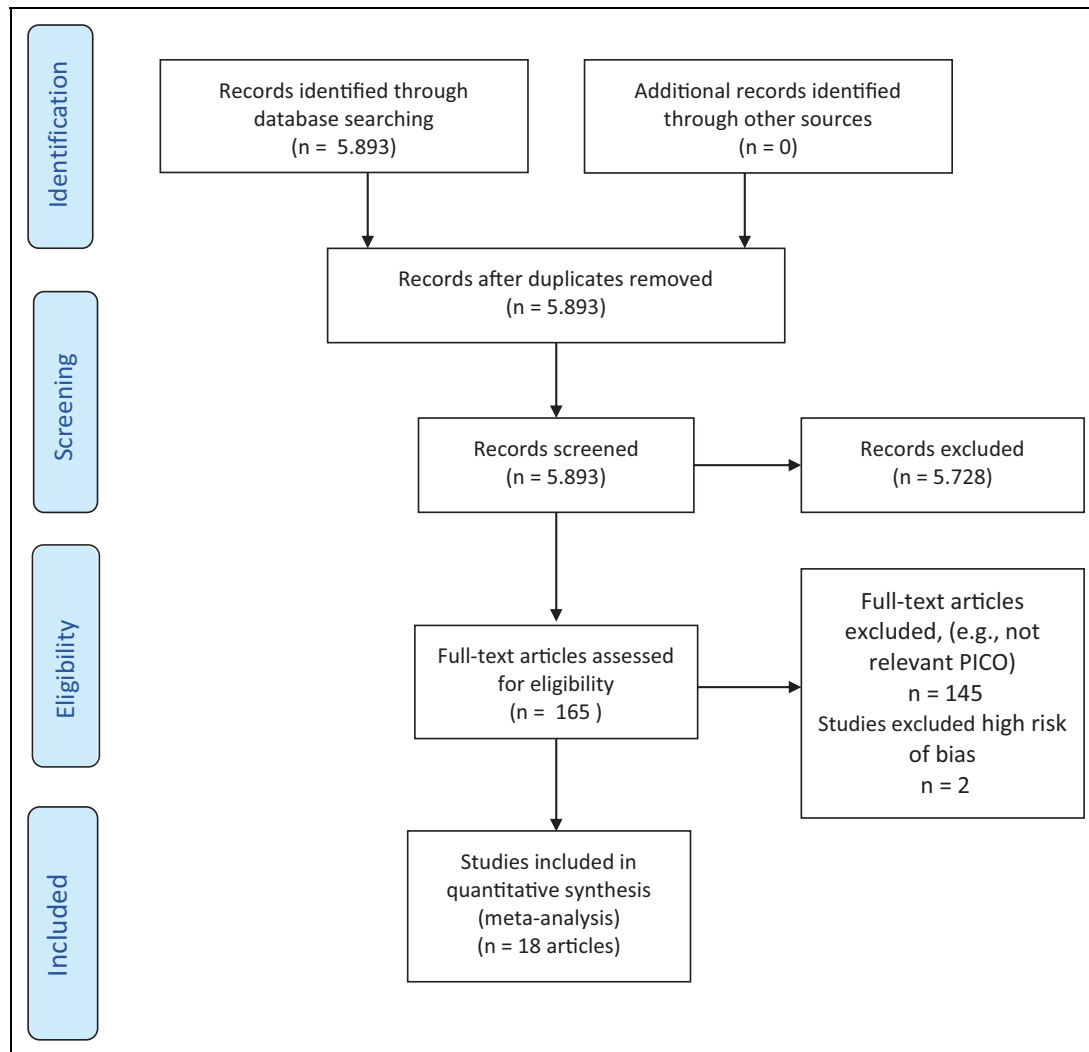 Identification
Records identified through
database searching
(n = 5.893)
Additional records identified
through other sources
(n = 0)
Records after duplicates removed
(n = 5.893)
Screening
Records screened
(n = 5.893)
Records excluded
(n = 5.728)
Eligibility
Full-text articles assessed
for eligibility
(n = 165 )
Full-text articles
excluded, (e.g., not
relevant PICO)
n = 145
Studies excluded high risk
of bias
n = 2
Included
Studies included in
quantitative synthesis
(meta-analysis)
(n = 18 articles)